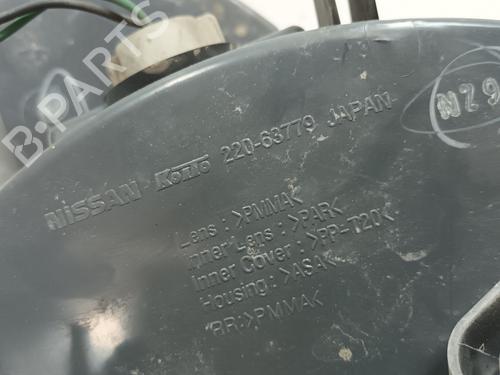 B-PARTS
NISSAN Koito 220-63779 JAPAN
Lens : >PMMA<
Inner Lens : >PAR<
Inner Cover : >PP-T20<
Housing : >ASA<
RR:>PMMA<
NZ9